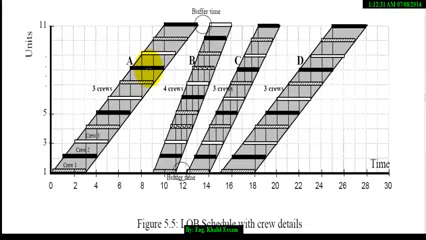 1:12:31 AM 07/08/2014
Buffer time
Units
11
A
B
C
D
3 crews
4 crews
3 crews
3 crews
5
3
1
Crew 3
Crew 2
Crew 1
Time
0 2 4 6 8 10 12 14 16 18 20 22 24 26 28 30
Buffer time
Figure 5.5: LOB Schedule with crew details
By: Eng. Khalid Essam